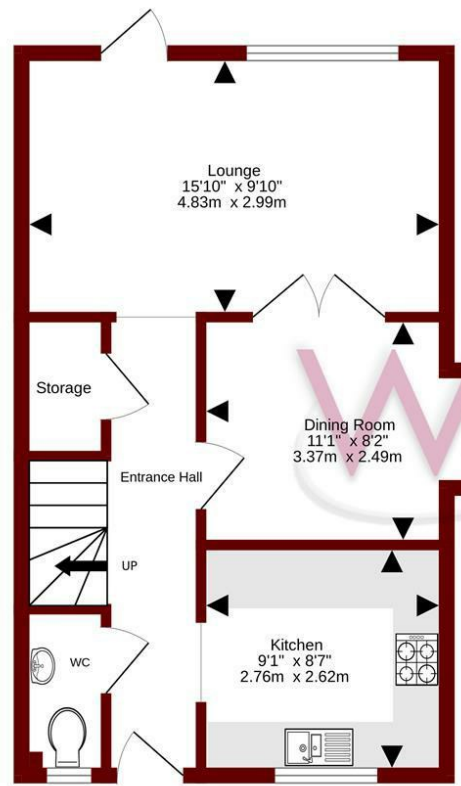 Lounge
15'10" x 9'10"
4.83m x 2.99m
Storage
Dining Room
11'1" x 8'2"
3.37m x 2.49m
Entrance Hall
UP
WC
Kitchen
9'1" x 8'7"
2.76m x 2.62m
W